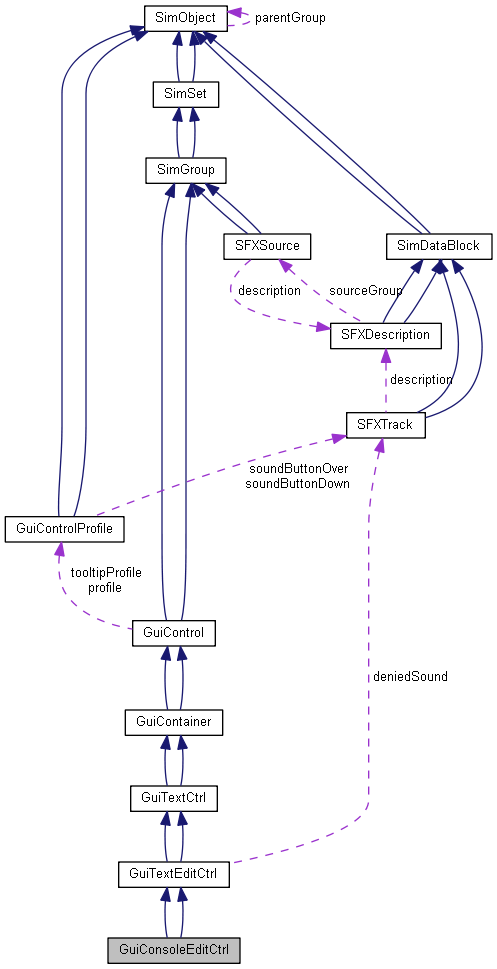 SimObject
parentGroup
SimSet
SimGroup
SFXSource
SimDataBlock
description
sourceGroup
SFXDescription
description
SFXTrack
soundButtonOver
soundButtonDown
GuiControlProfile
tooltipProfile
profile
GuiControl
deniedSound
GuiContainer
GuiTextCtrl
GuiTextEditCtrl
GuiConsoleEditCtrl